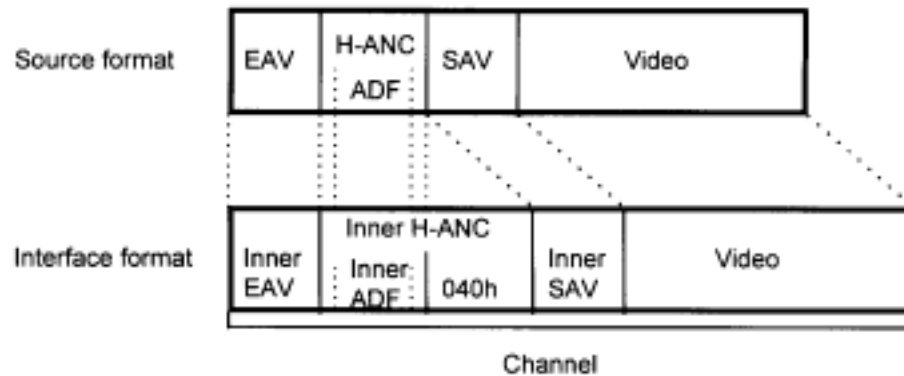 Source format
EAV
H-ANC
ADF
SAV
Video
Interface format
Inner
EAV
Inner H-ANC
Inner
ADF
040h
Inner
SAV
Video
Channel